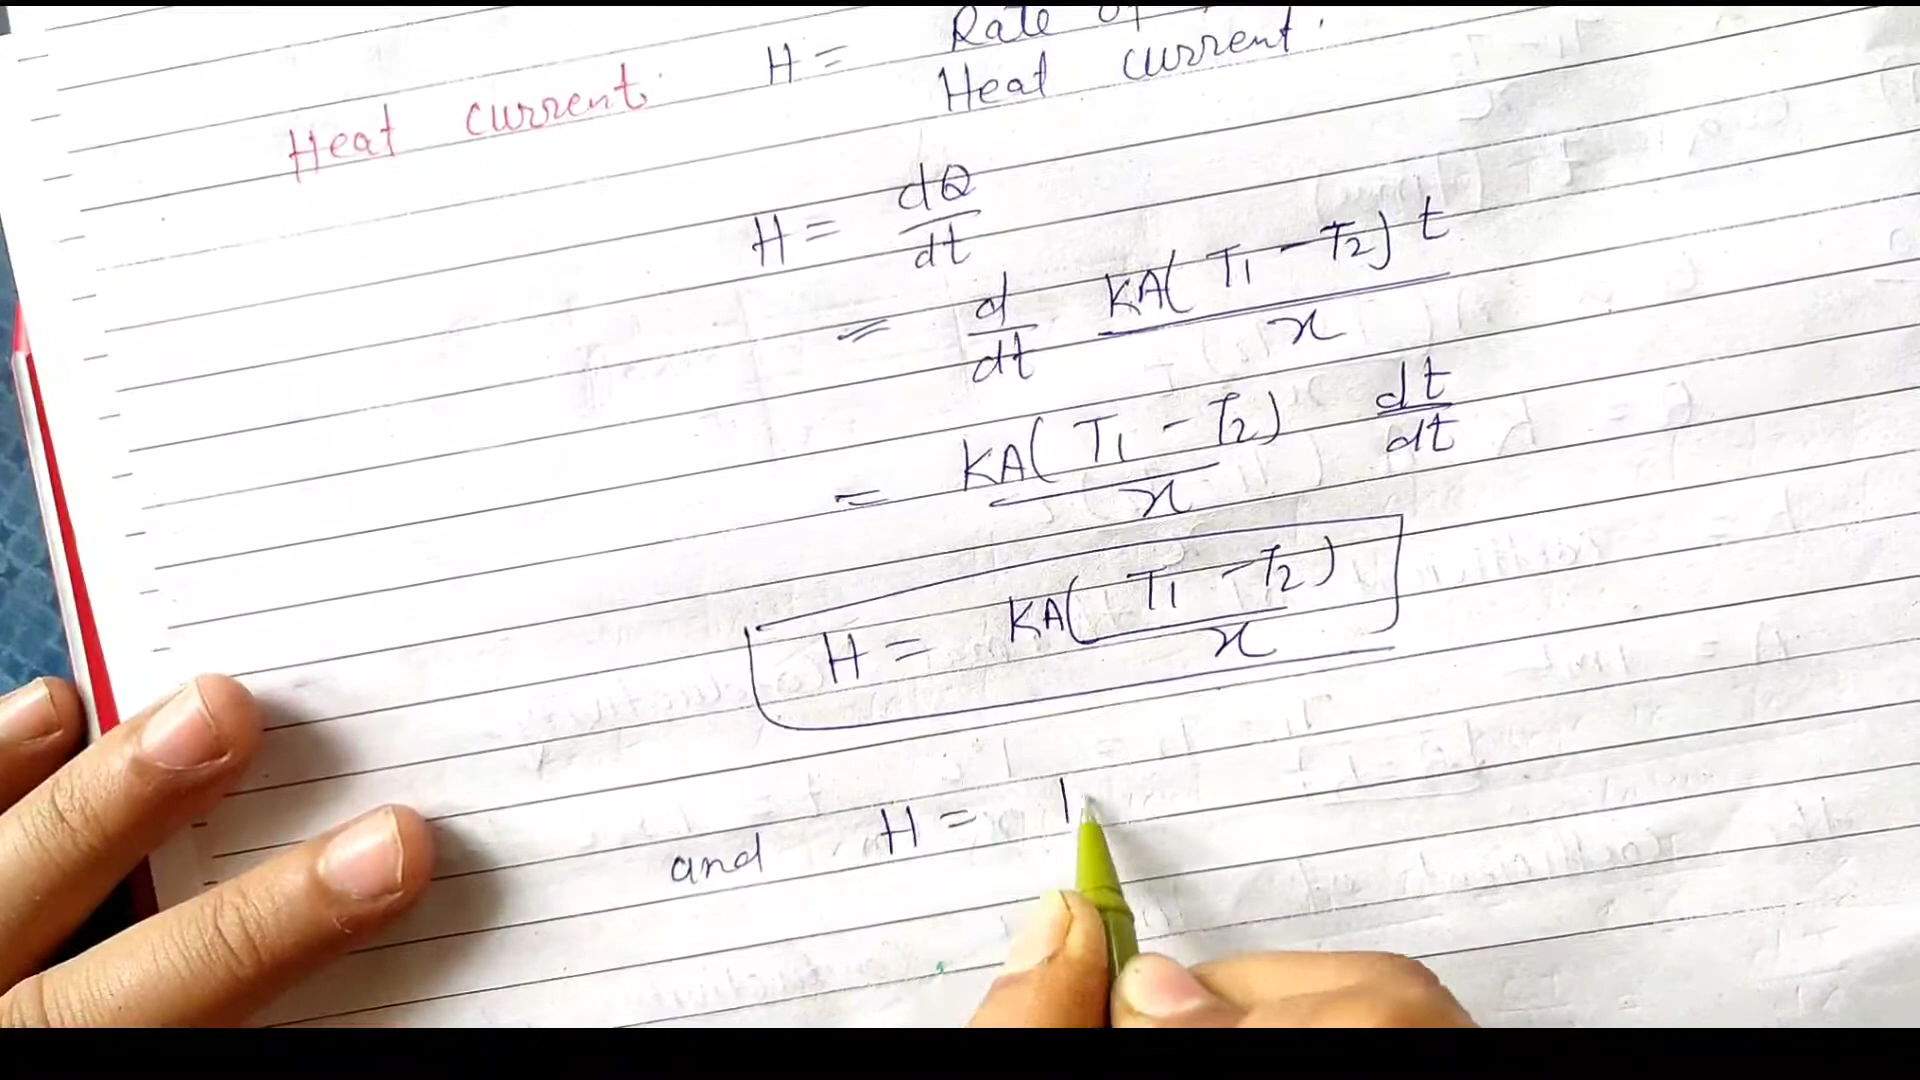 Rate of
Heat current. H = Heat current.
H = dQ/dt
= d/dt KA(T1 - T2) t / x
= KA(T1 - T2) / x dt/dt
H = KA(T1 - T2) / x
and H =